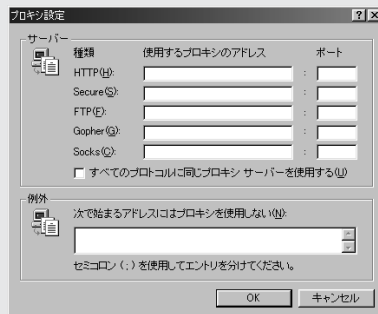 プロキシ設定
サーバー
種類 使用するプロキシのアドレス ポート
HTTP(H): :
Secure(S): :
FTP(F): :
Gopher(G): :
Socks(C): :
すべてのプロトコルに同じプロキシ サーバーを使用する(U)
例外
次で始まるアドレスにはプロキシを使用しない(N):
セミコロン ( ; ) を使用してエントリを分けてください。
OK キャンセル